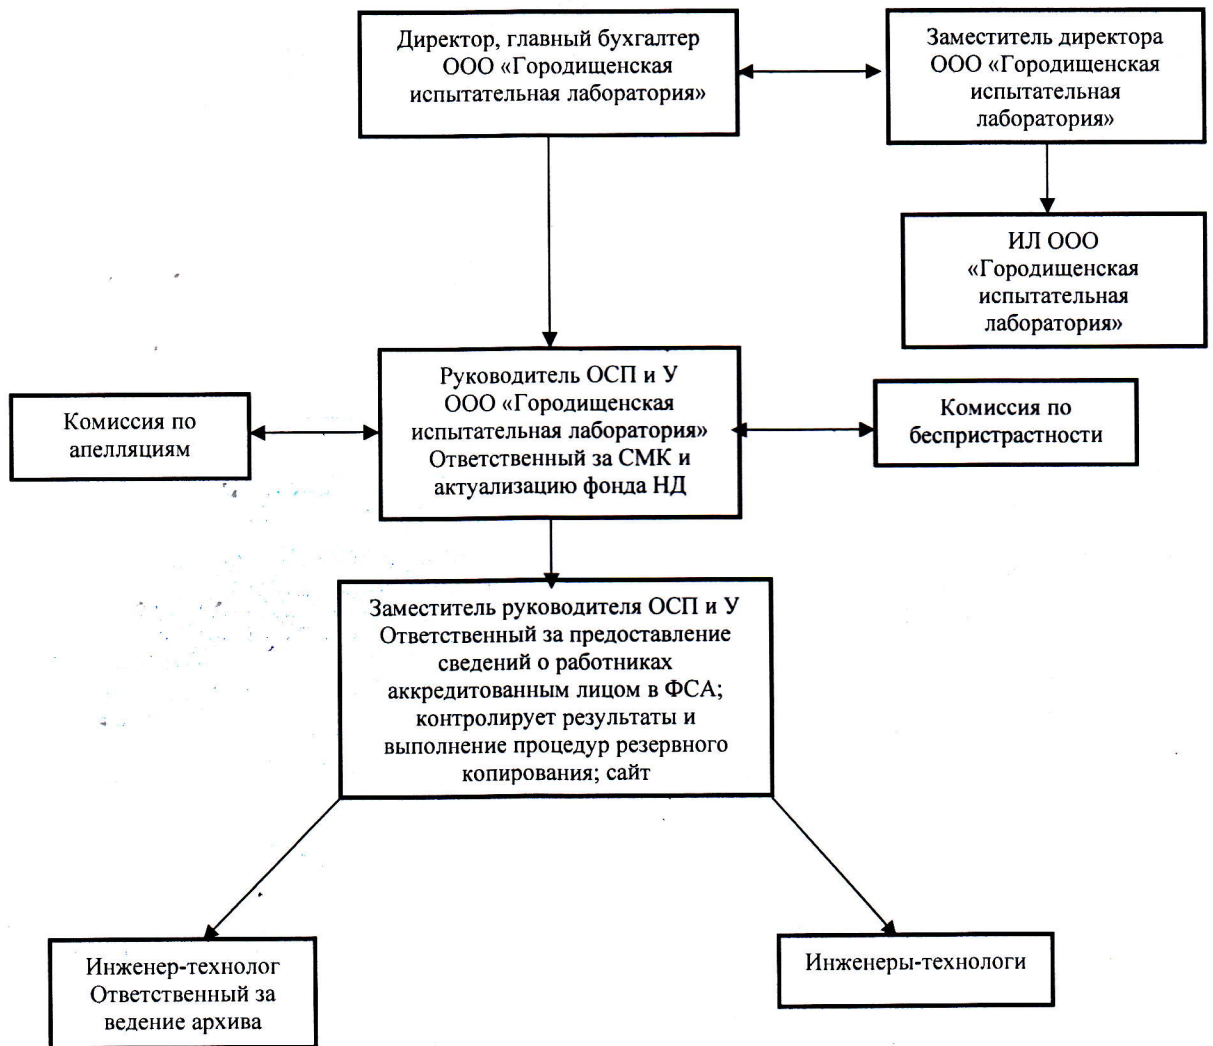 Директор, главный бухгалтер
ООО «Городищенская
испытательная лаборатория»
Заместитель директора
ООО «Городищенская
испытательная
лаборатория»
ИЛ ООО
«Городищенская
испытательная
лаборатория»
Комиссия по
апелляциям
Руководитель ОСП и У
ООО «Городищенская
испытательная лаборатория»
Ответственный за СМК и
актуализацию фонда НД
Комиссия по
беспристрастности
Заместитель руководителя ОСП и У
Ответственный за предоставление
сведений о работниках
аккредитованным лицом в ФСА;
контролирует результаты и
выполнение процедур резервного
копирования; сайт
Инженер-технолог
Ответственный за
ведение архива
Инженеры-технологи